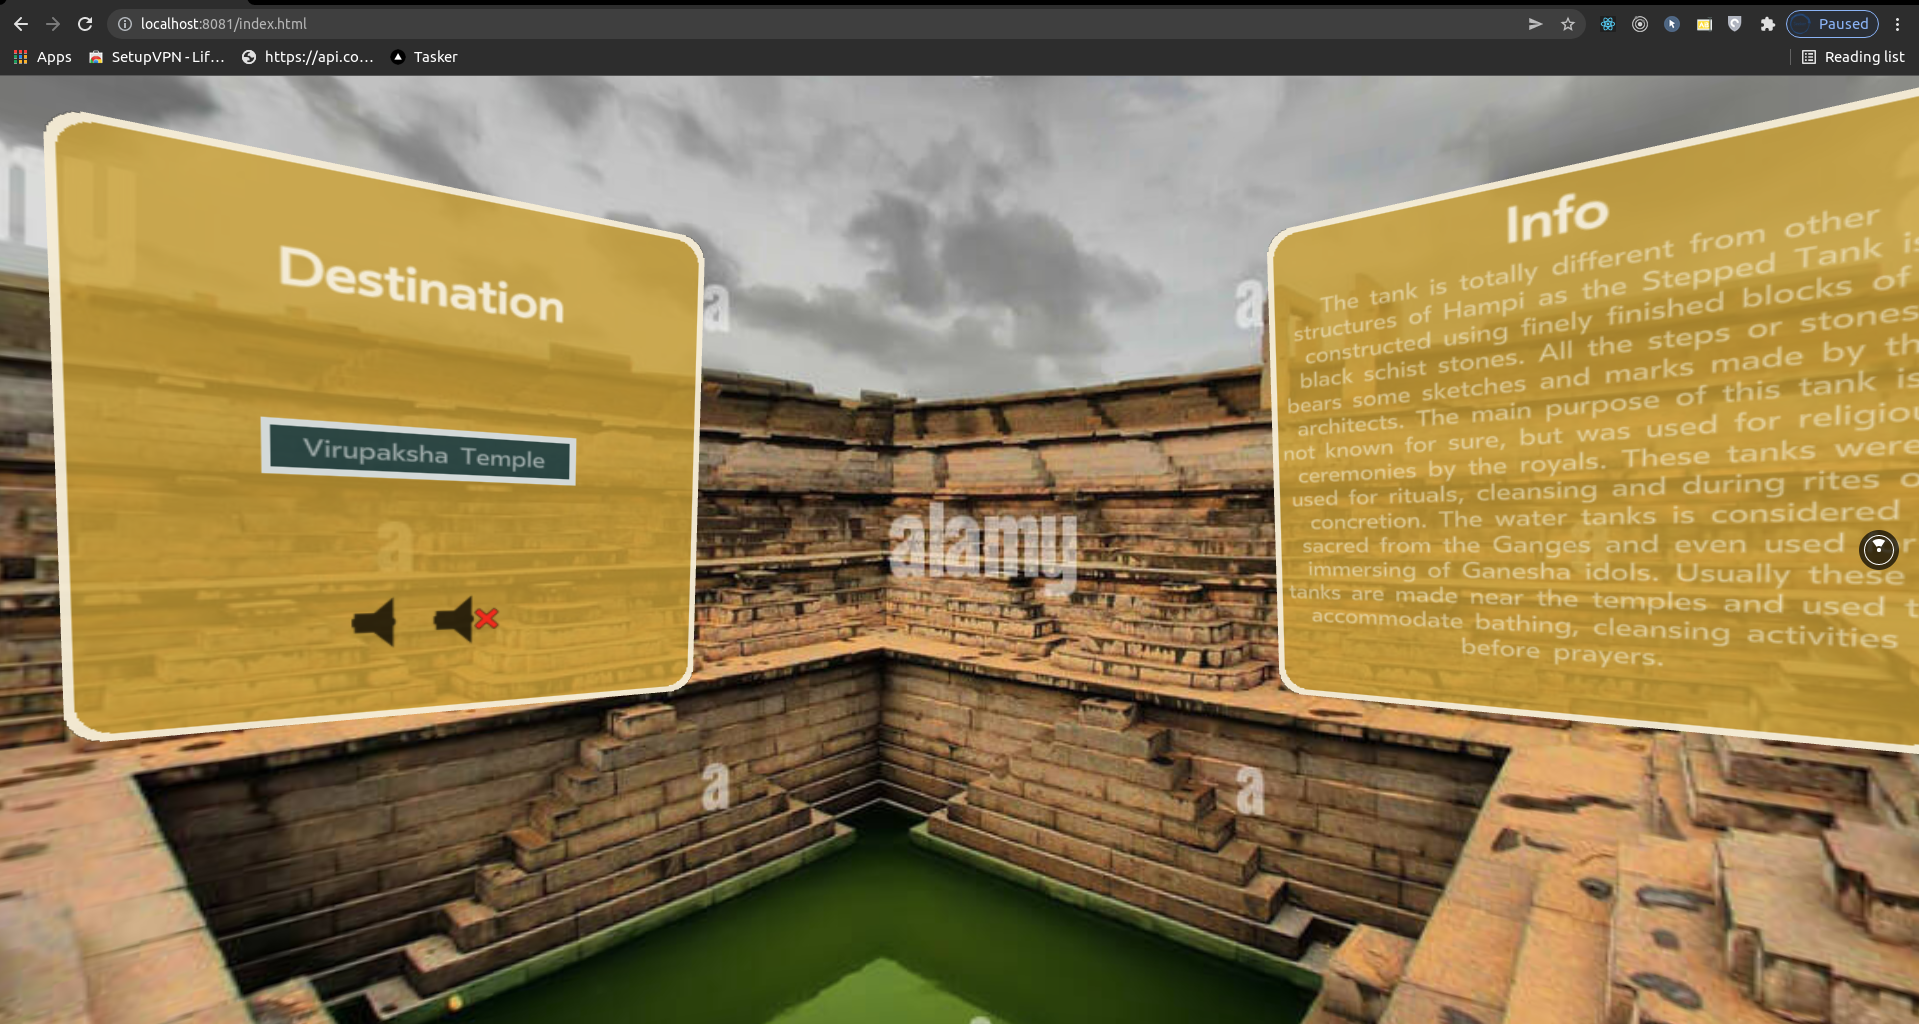 localhost:8081/index.html
Paused
Apps
SetupVPN - Lif...
https://api.co...
Tasker
Reading list
Destination
Virupaksha Temple
Info
The tank is totally different from other
structures of Hampi as the Stepped Tank is
constructed using finely finished blocks of
black schist stones. All the steps or stones
bears some sketches and marks made by
architects. The main purpose of this tank is
not known for sure, but was used for
ceremonies by the royals. These tanks were
used for rituals, cleansing and during rites
concretion. The water tanks is considered
sacred from the Ganges and even used
immersing of Ganesha idols. Usually these
tanks are made near the temples and used
accommodate bathing, cleansing activities
before prayers.
a
a
a
alamy
a
a